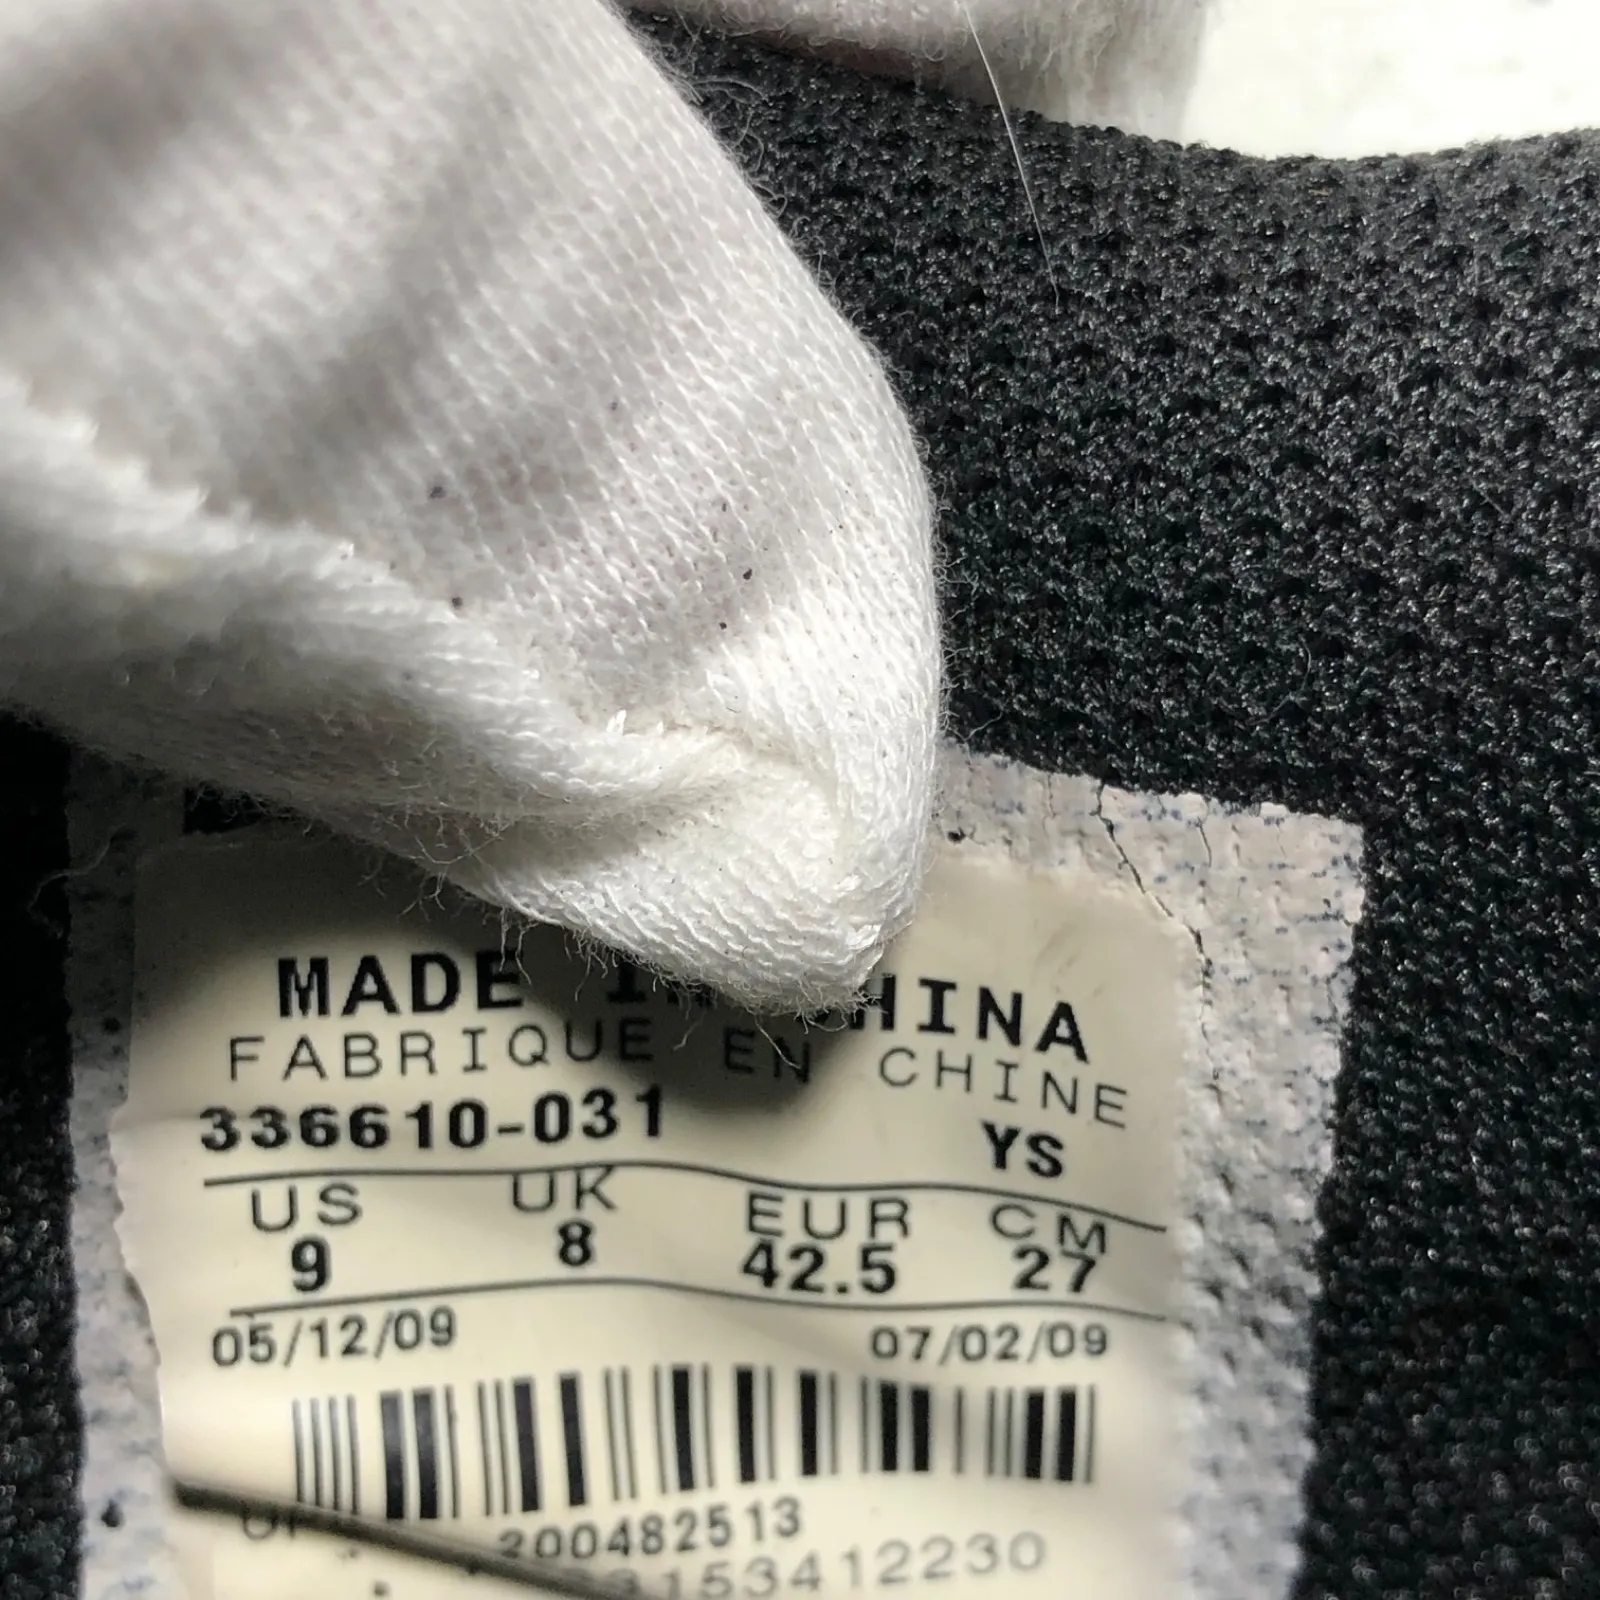 MADE IN CHINA
FABRIQUE EN CHINE
336610-031 YS
US UK EUR CM
9 8 42.5 27
05/12/09 07/02/09
200482513
153412230